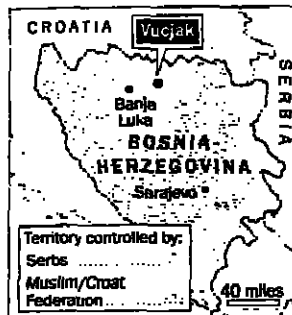 CROATIA
Vucjak
SERBIA
Banja
Luka
BOSNIA-
HERZEGOVINA
Sarajevo
Territory controlled by:
Serbs
Muslim/Croat
Federation
40 miles